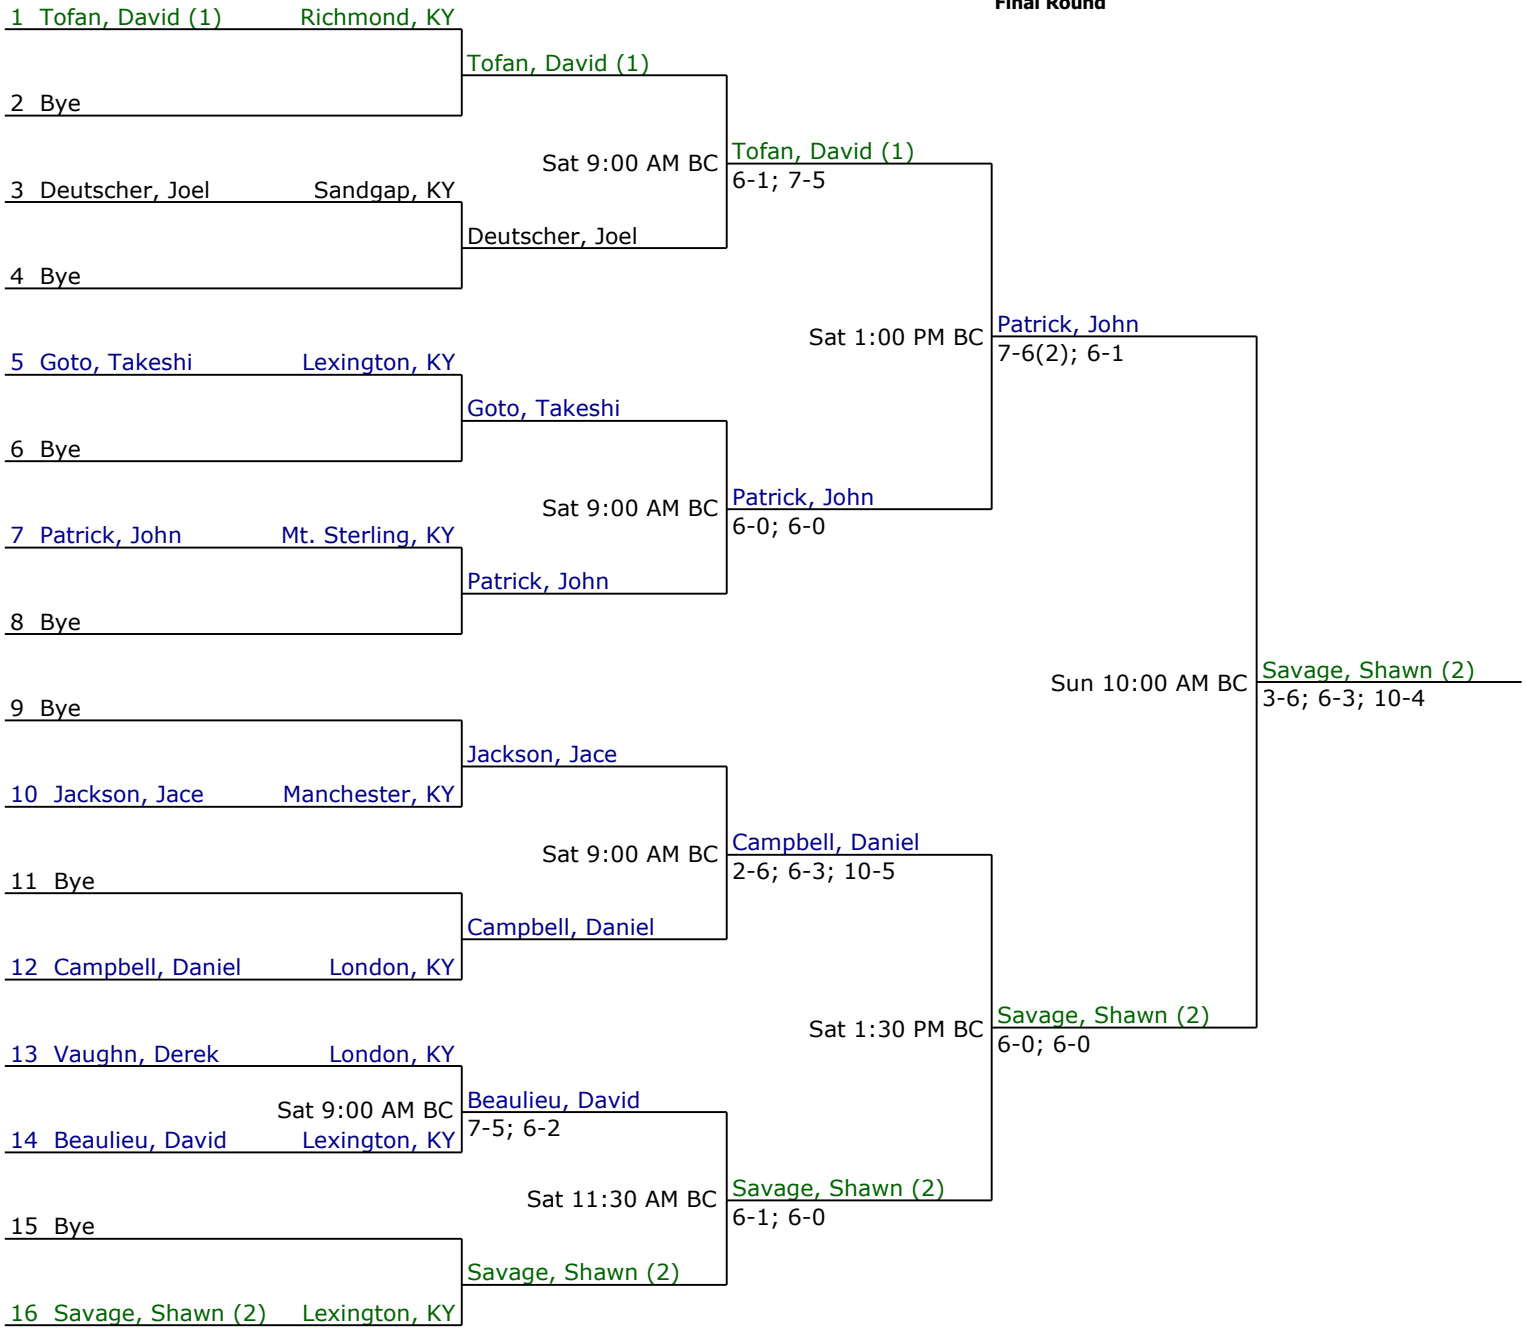 Final Round
1 Tofan, David (1) Richmond, KY
Tofan, David (1)
2 Bye
Sat 9:00 AM BC
Tofan, David (1)
6-1; 7-5
3 Deutscher, Joel Sandgap, KY
Deutscher, Joel
4 Bye
Sat 1:00 PM BC
Patrick, John
7-6(2); 6-1
5 Goto, Takeshi Lexington, KY
Goto, Takeshi
6 Bye
Sat 9:00 AM BC
Patrick, John
6-0; 6-0
7 Patrick, John Mt. Sterling, KY
Patrick, John
8 Bye
Sun 10:00 AM BC
Savage, Shawn (2)
3-6; 6-3; 10-4
9 Bye
Jackson, Jace
10 Jackson, Jace Manchester, KY
Sat 9:00 AM BC
Campbell, Daniel
2-6; 6-3; 10-5
11 Bye
Campbell, Daniel
12 Campbell, Daniel London, KY
Sat 1:30 PM BC
Savage, Shawn (2)
6-0; 6-0
13 Vaughn, Derek London, KY
Sat 9:00 AM BC
Beaulieu, David
7-5; 6-2
14 Beaulieu, David Lexington, KY
Sat 11:30 AM BC
Savage, Shawn (2)
6-1; 6-0
15 Bye
Savage, Shawn (2)
16 Savage, Shawn (2) Lexington, KY